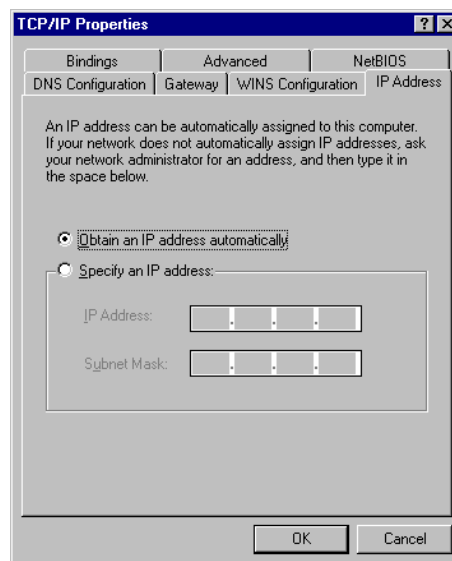 TCP/IP Properties
Bindings Advanced NetBIOS
DNS Configuration Gateway WINS Configuration IP Address
An IP address can be automatically assigned to this computer.
If your network does not automatically assign IP addresses, ask
your network administrator for an address, and then type it in
the space below.
Obtain an IP address automatically
Specify an IP address:
IP Address:
Subnet Mask:
OK Cancel